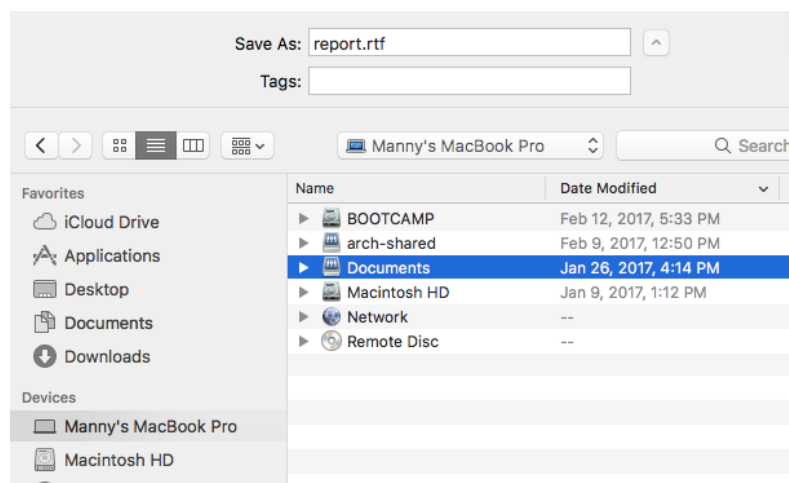 Save As: report.rtf
Tags:
Manny's MacBook Pro
Search
Favorites
iCloud Drive
Applications
Desktop
Documents
Downloads
Devices
Manny's MacBook Pro
Macintosh HD
Name Date Modified
BOOTCAMP Feb 12, 2017, 5:33 PM
arch-shared Feb 9, 2017, 12:50 PM
Documents Jan 26, 2017, 4:14 PM
Macintosh HD Jan 9, 2017, 1:12 PM
Network --
Remote Disc --